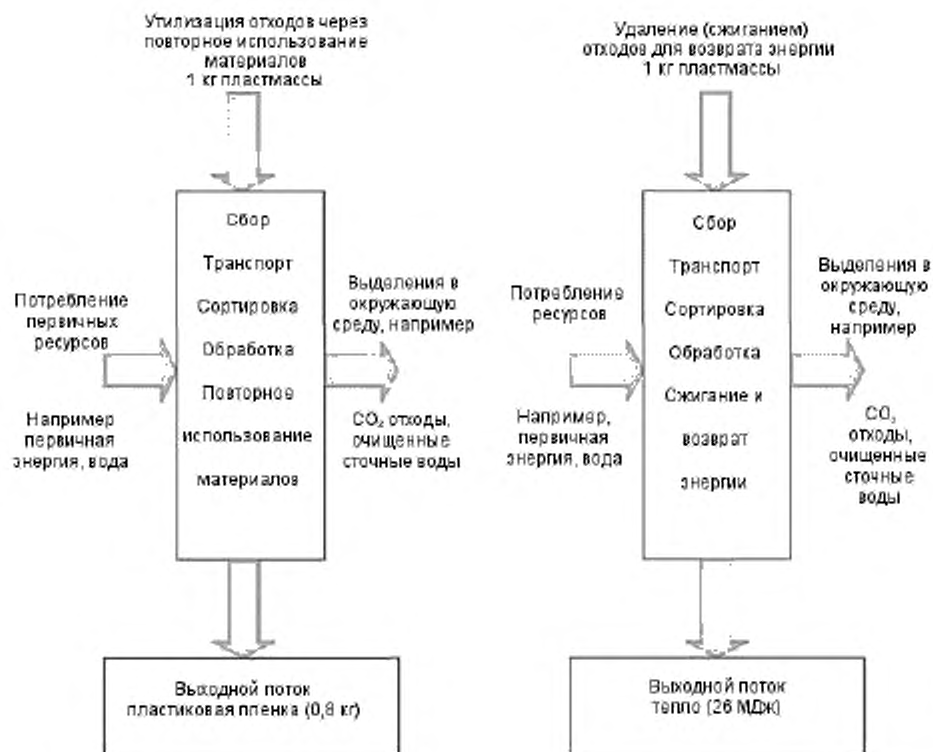 Утилизация отходов через
повторное использование
материалов
1 кг пластмассы
Сбор
Транспорт
Сортировка
Обработка
Повторное
использование
материалов
Потребление
первичных
ресурсов
Например
первичная
энергия, вода
Выделения в
окружающую
среду, например
CO₂ отходы,
очищенные
сточные воды
Выходной поток
пластиковая пленка (0,8 кг)
Удаление (сжиганием)
отходов для возврата энергии
1 кг пластмассы
Сбор
Транспорт
Сортировка
Обработка
Сжигание и
возврат
энергии
Потребление
ресурсов
Например,
первичная
энергия, вода
Выделения в
окружающую
среду,
например
CO₂
отходы,
очищенные
сточные
воды
Выходной поток
тепло (26 МДж)